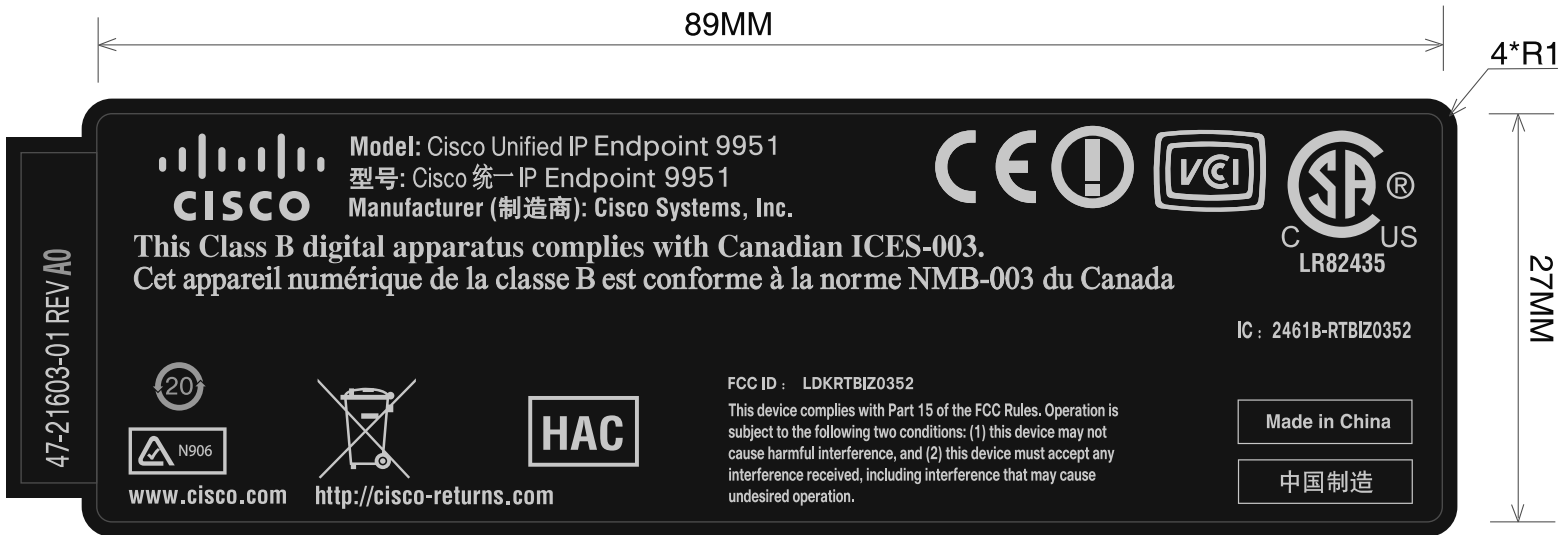 89MM
4*R1
CISCO
Model: Cisco Unified IP Endpoint 9951
型号: Cisco 统一 IP Endpoint 9951
Manufacturer (制造商): Cisco Systems, Inc.
CE
VCI
SA ®
C US
LR82435
This Class B digital apparatus complies with Canadian ICES-003.
Cet appareil numérique de la classe B est conforme à la norme NMB-003 du Canada
27MM
47-21603-01 REV A0
IC : 2461B-RTBIZ0352
20
N906
www.cisco.com
http://cisco-returns.com
HAC
FCC ID : LDKRTBIZ0352
This device complies with Part 15 of the FCC Rules. Operation is
subject to the following two conditions: (1) this device may not
cause harmful interference, and (2) this device must accept any
interference received, including interference that may cause
undesired operation.
Made in China
中国制造